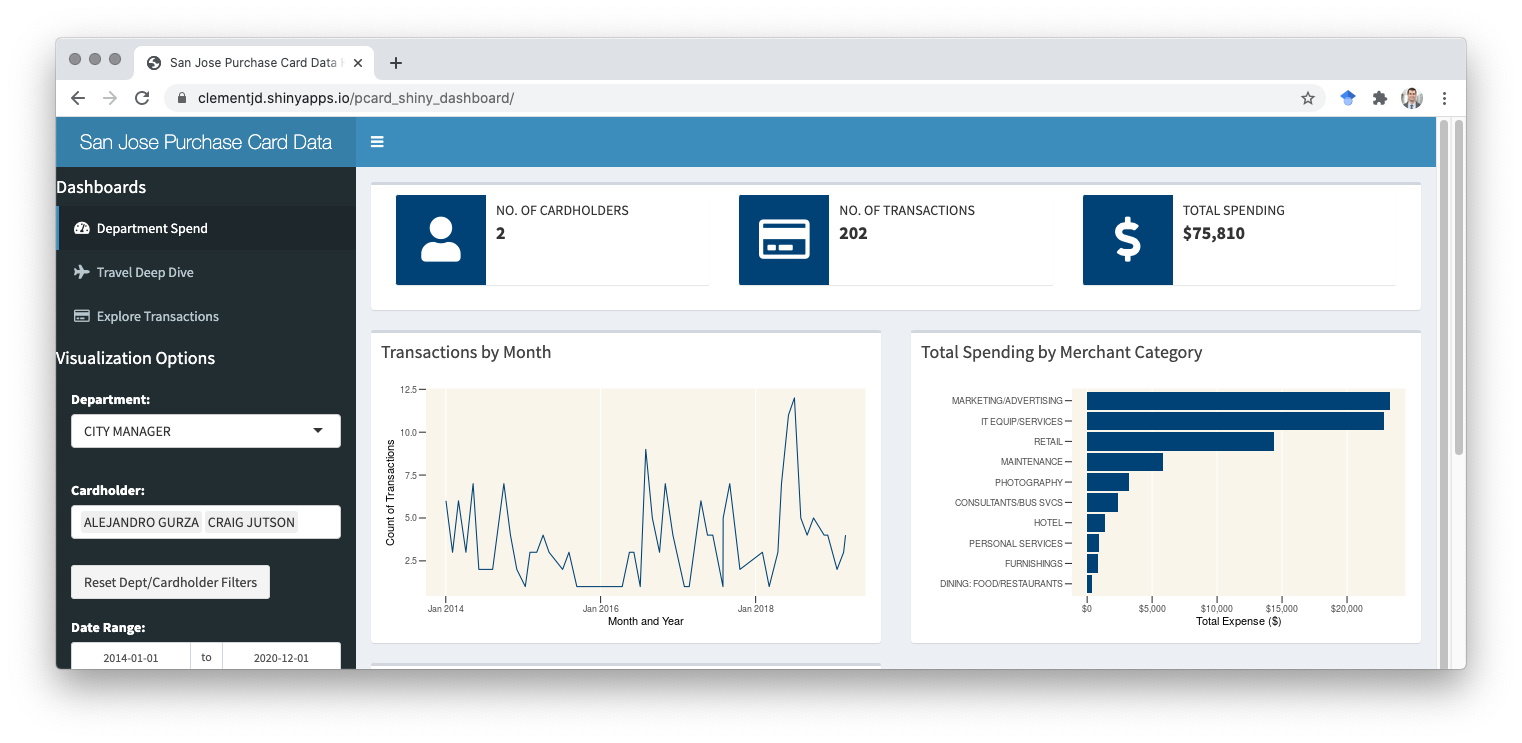 San Jose Purchase Card Data
clementjd.shinyapps.io/pcard_shiny_dashboard/
San Jose Purchase Card Data
Dashboards
Department Spend
Travel Deep Dive
Explore Transactions
Visualization Options
Department:
CITY MANAGER
Cardholder:
ALEJANDRO GURZA CRAIG JUTSON
Reset Dept/Cardholder Filters
Date Range:
2014-01-01 to 2020-12-01
NO. OF CARDHOLDERS
2
NO. OF TRANSACTIONS
202
TOTAL SPENDING
$75,810
Transactions by Month
Count of Transactions
12.5
10.0
7.5
5.0
2.5
Jan 2014 Jan 2016 Jan 2018
Month and Year
Total Spending by Merchant Category
MARKETING/ADVERTISING
IT EQUIP/SERVICES
RETAIL
MAINTENANCE
PHOTOGRAPHY
CONSULTANTS/BUS SVCS
HOTEL
PERSONAL SERVICES
FURNISHINGS
DINING: FOOD/RESTAURANTS
$0 $5,000 $10,000 $15,000 $20,000
Total Expense ($)